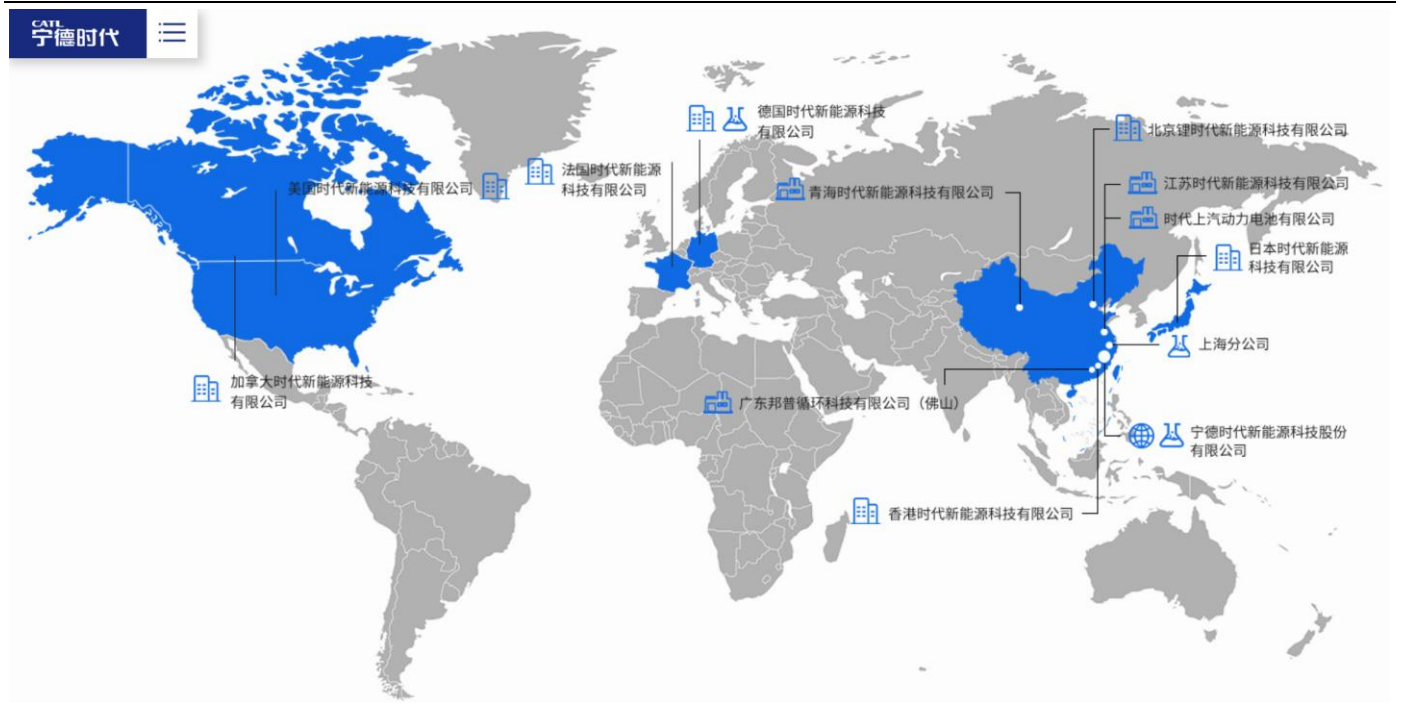 CATL
宁德时代
德国时代新能源科技
有限公司
北京锂时代新能源科技有限公司
法国时代新能源
科技有限公司
美国时代新能源科技有限公司
青海时代新能源科技有限公司
江苏时代新能源科技有限公司
时代上汽动力电池有限公司
日本时代新能源
科技有限公司
上海分公司
加拿大时代新能源科技
有限公司
广东邦普循环科技有限公司（佛山）
宁德时代新能源科技股份
有限公司
香港时代新能源科技有限公司